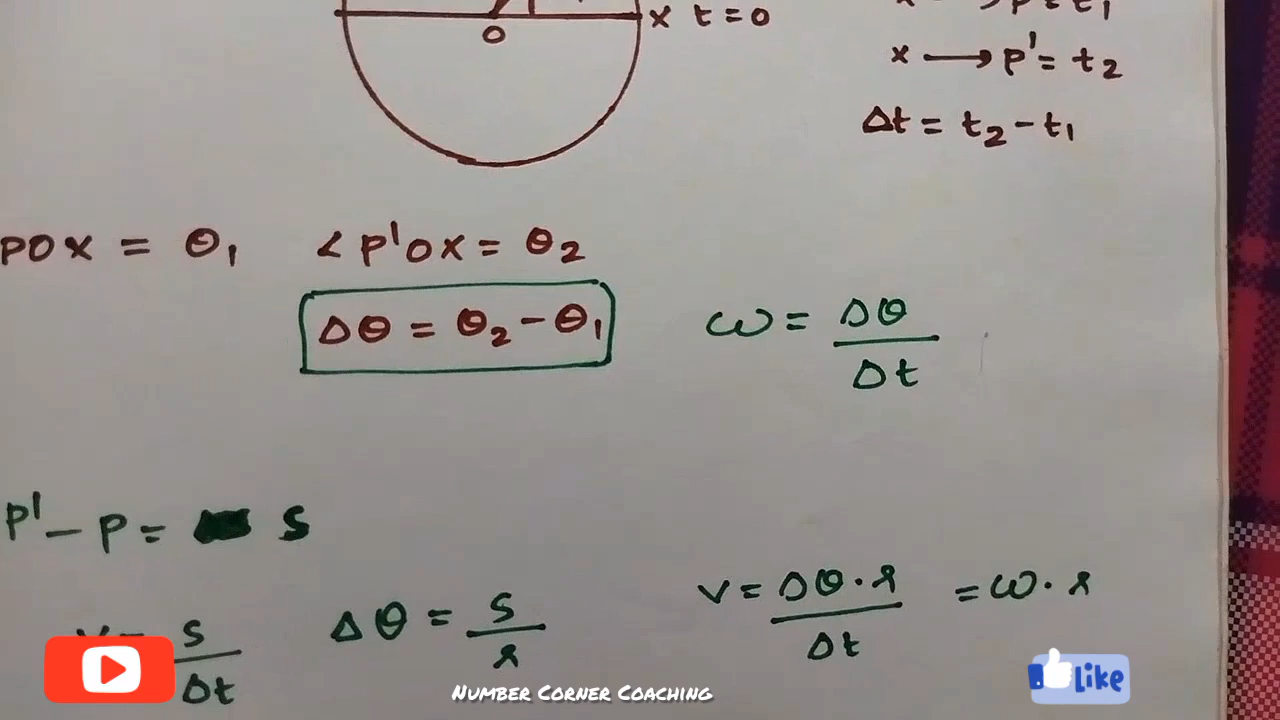 x t = 0
O
x ⟶ p = t₁
x ⟶ p' = t₂
Δt = t₂ - t₁
POX = θ₁ < P'OX = θ₂
Δθ = θ₂ - θ₁
ω = Δθ / Δt
p' - p = s
v = s / Δt
Δθ = s / r
v = Δθ · r / Δt = ω · r
Number Corner Coaching
Like